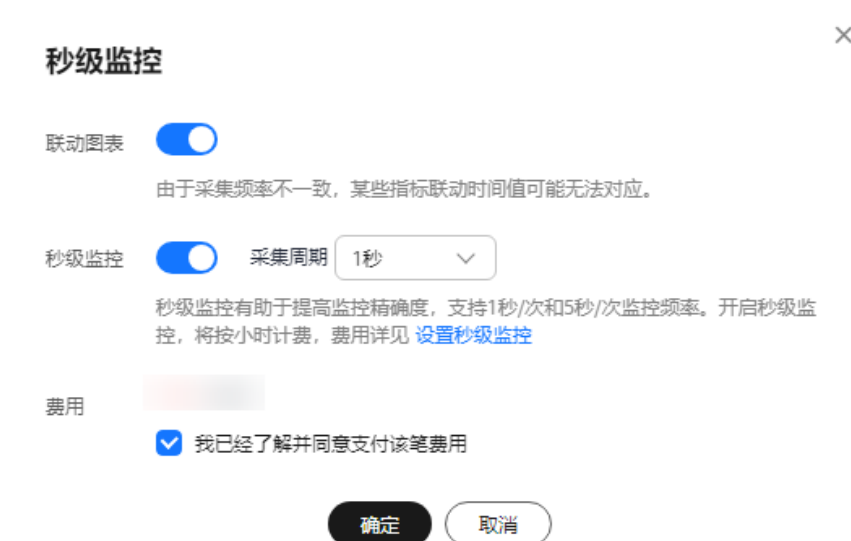 秒级监控
联动图表
由于采集频率不一致，某些指标联动时间值可能无法对应。
秒级监控 采集周期 1秒
秒级监控有助于提高监控精确度，支持1秒/次和5秒/次监控频率。开启秒级监
控，将按小时计费，费用详见 设置秒级监控
费用
我已经了解并同意支付该笔费用
确定 取消